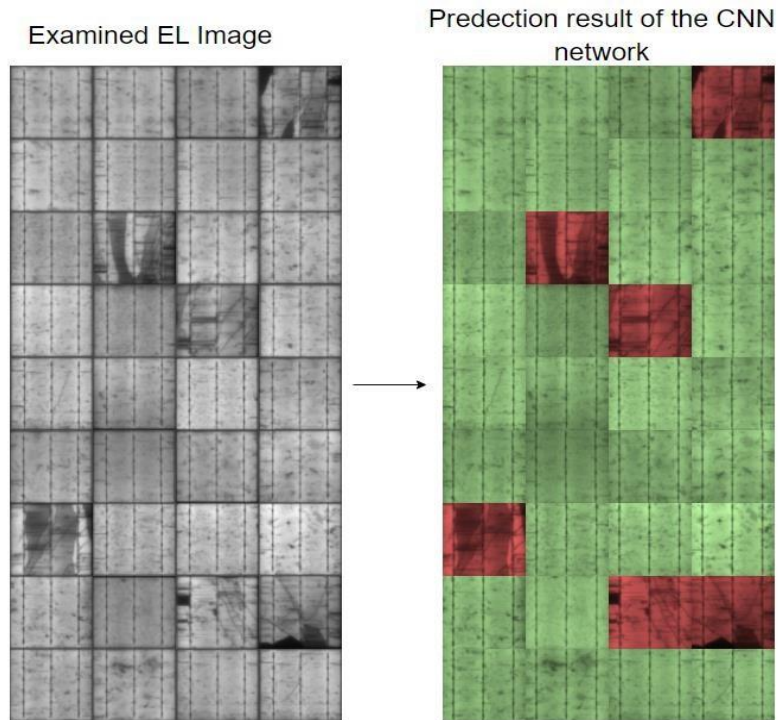 Examined EL Image
Predection result of the CNN
network